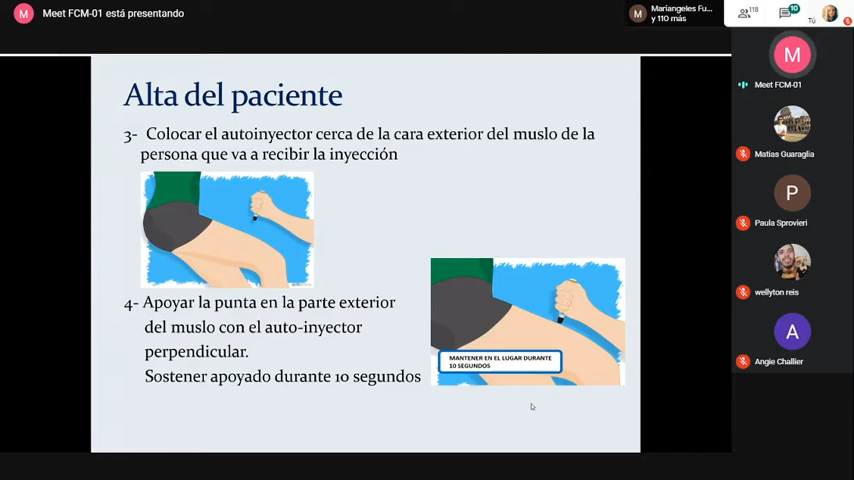 Meet FCM-01 está presentando
Mariangeles Fu...
y 110 más
118
10
Tú
M
M
M
Meet FCM-01
Matias Guaraglia
P
Paula Sprovieri
wellyton reis
A
Angie Challier
Alta del paciente
3- Colocar el autoinyector cerca de la cara exterior del muslo de la
persona que va a recibir la inyección
4- Apoyar la punta en la parte exterior
del muslo con el auto-inyector
perpendicular.
Sostener apoyado durante 10 segundos
MANTENER EN EL LUGAR DURANTE
10 SEGUNDOS